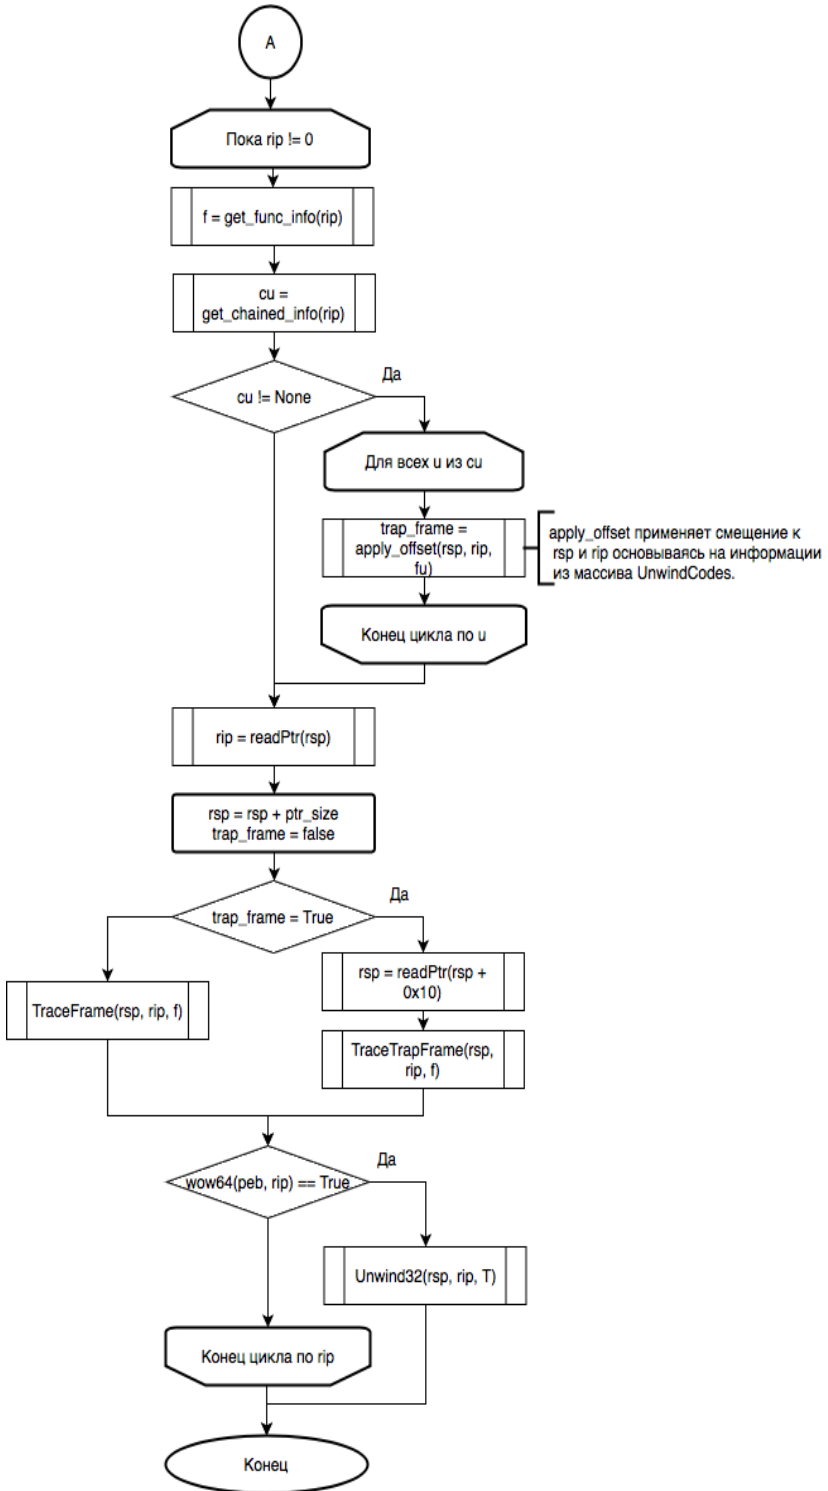 A
Пока rip != 0
f = get_func_info(rip)
cu =
get_chained_info(rip)
cu != None
Да
Для всех u из cu
trap_frame =
apply_offset(rsp, rip,
fu)
apply_offset применяет смещение к
rsp и rip основываясь на информации
из массива UnwindCodes.
Конец цикла по u
rip = readPtr(rsp)
rsp = rsp + ptr_size
trap_frame = false
trap_frame = True
Да
rsp = readPtr(rsp +
0x10)
TraceFrame(rsp, rip, f)
TraceTrapFrame(rsp,
rip, f)
wow64(peb, rip) == True
Да
Unwind32(rsp, rip, T)
Конец цикла по rip
Конец